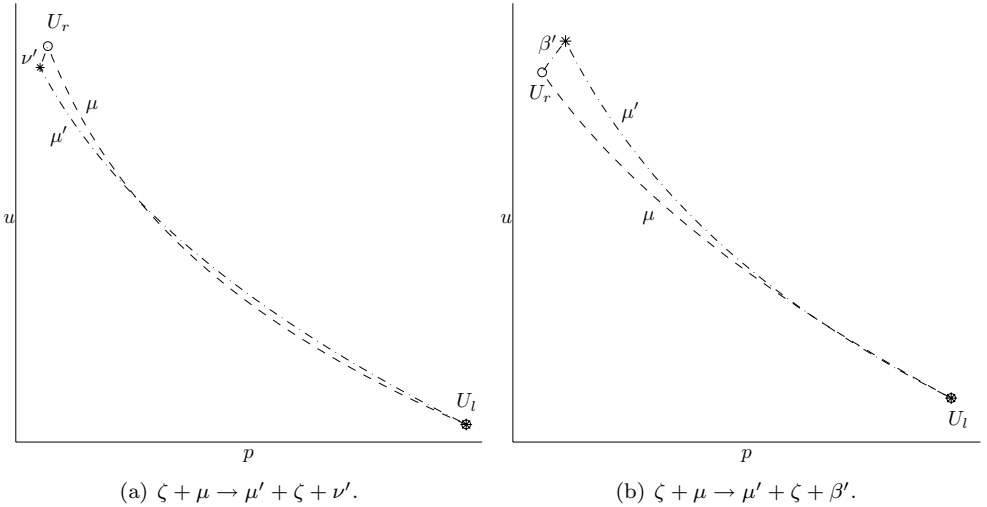 U_r
ν′
μ
μ′
u
U_l
p
(a) ζ + μ → μ′ + ζ + ν′.
β′
U_r
μ′
μ
u
U_l
p
(b) ζ + μ → μ′ + ζ + β′.